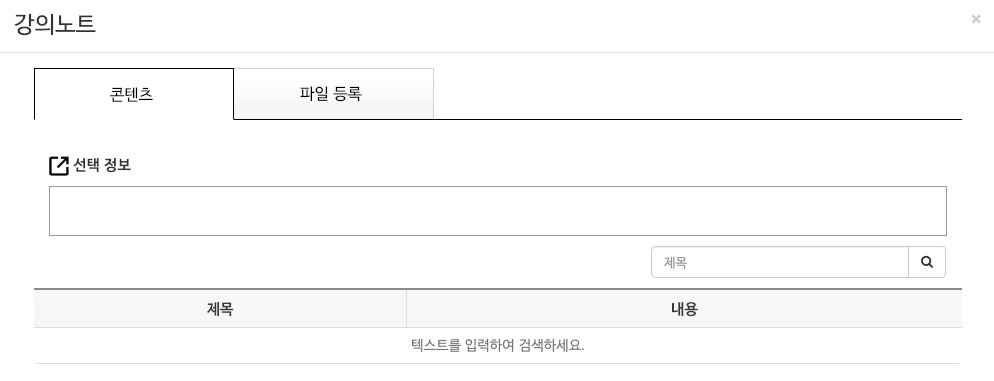 강의노트
콘텐츠
파일 등록
선택 정보
제목
제목
내용
텍스트를 입력하여 검색하세요.